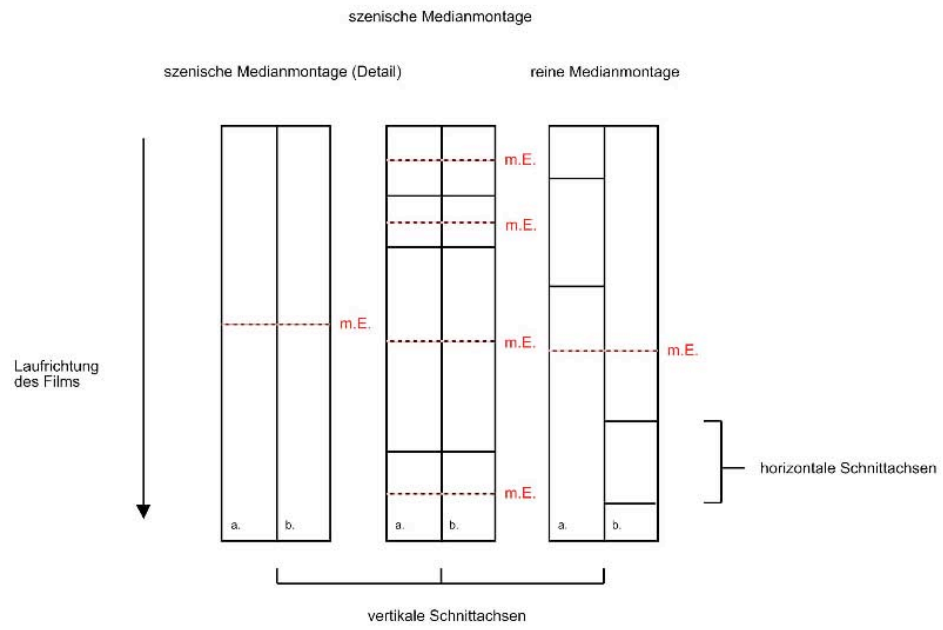 szenische Medianmontage
szenische Medianmontage (Detail)
reine Medianmontage
m.E.
m.E.
m.E.
m.E.
m.E.
Laufrichtung
des Films
horizontale Schnittachsen
m.E.
a.
b.
a.
b.
a.
b.
vertikale Schnittachsen